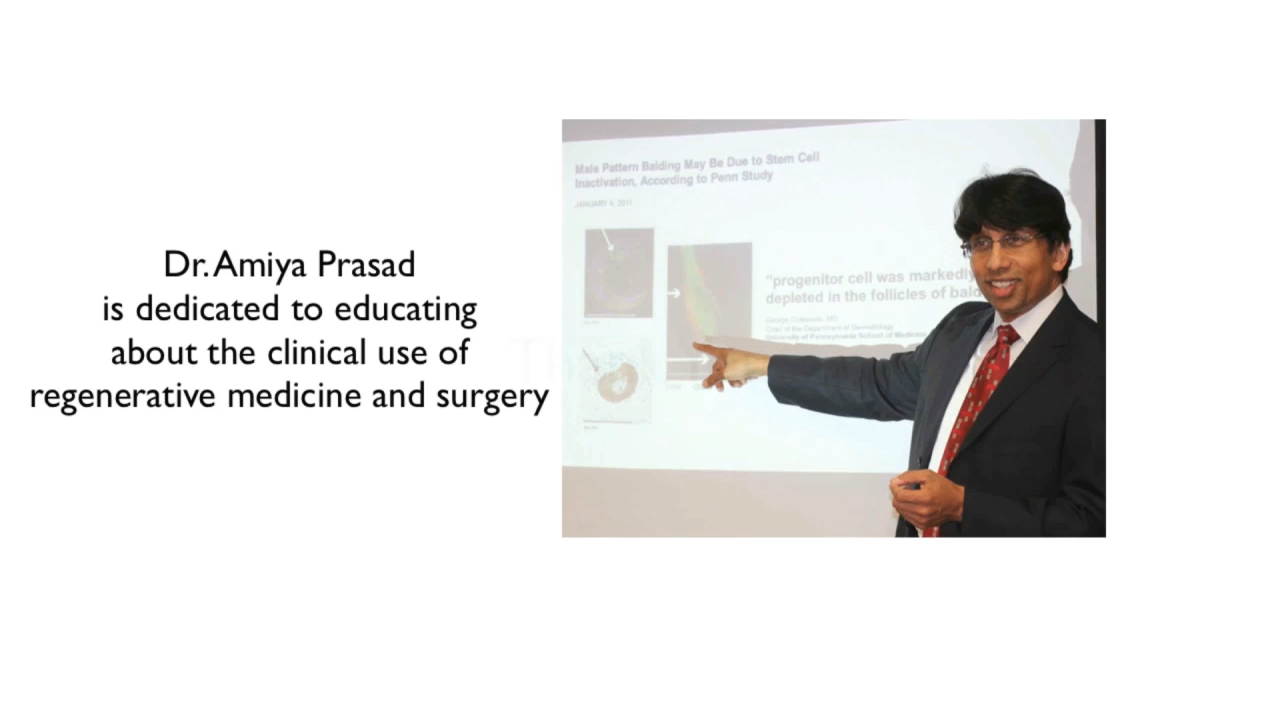 Dr. Amiya Prasad
is dedicated to educating
about the clinical use of
regenerative medicine and surgery
Male Pattern Balding May Be Due to Stem Cell
Inactivation, According to Penn Study
JANUARY 4, 2011
"progenitor cell was markedly
depleted in the follicles of bald
George Cotsarelis, MD
Chair of the Department of Dermatology
University of Pennsylvania School of Medicine